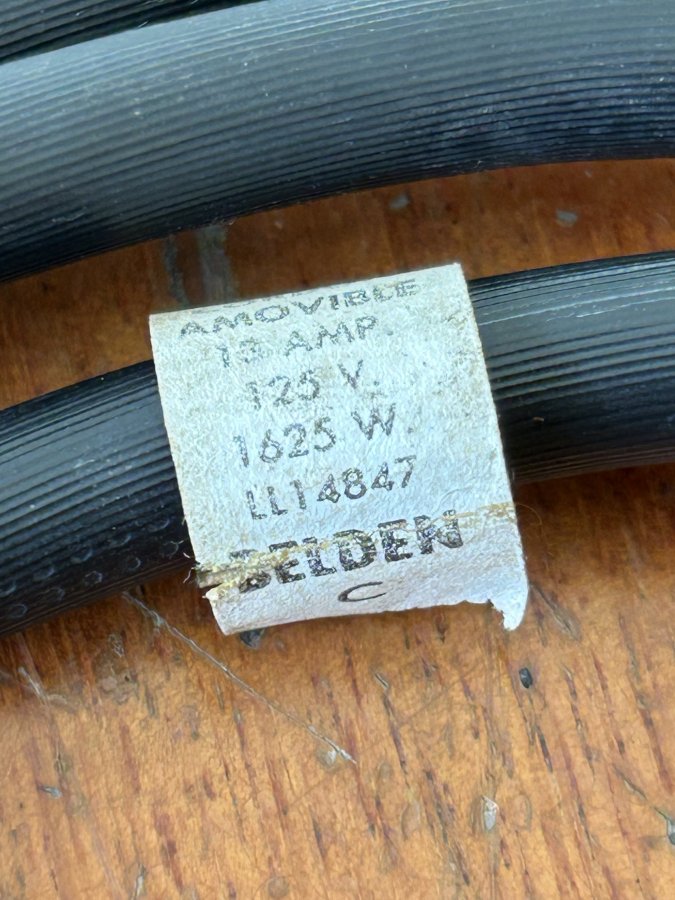 AMOVIBLE
13 AMP.
125 V.
1625 W.
LL14847
BELDEN
C